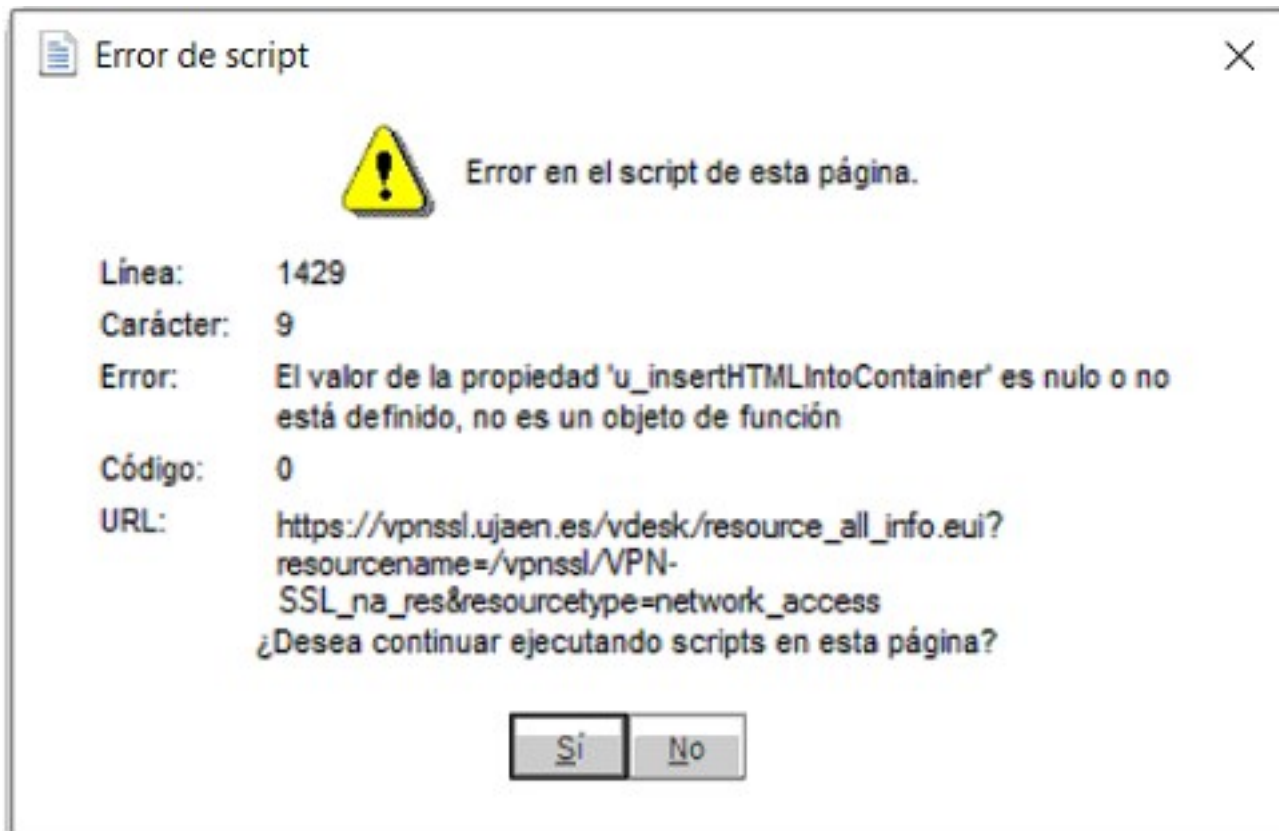 Error de script
Error en el script de esta página.
Línea: 1429
Carácter: 9
Error: El valor de la propiedad 'u_insertHTMLIntoContainer' es nulo o no
está definido, no es un objeto de función
Código: 0
URL: https://vpnssl.ujaen.es/vdesk/resource_all_info.eui?
resourcename=/vpnssl/VPN-
SSL_na_res&resourcetype=network_access
¿Desea continuar ejecutando scripts en esta página?
Sí No